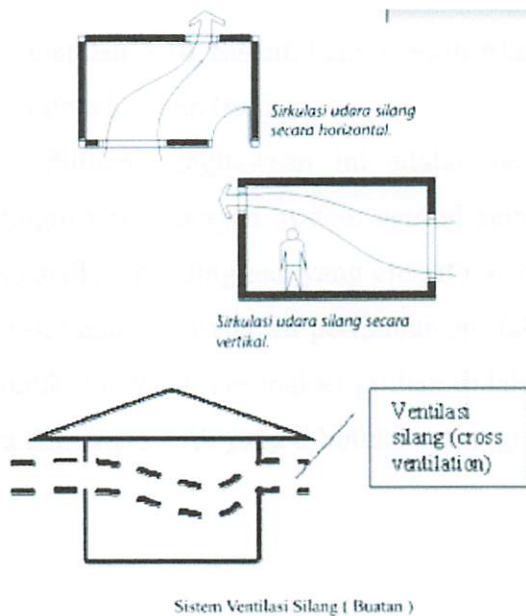 Sirkulasi udara silang
secara horizontal.
Sirkulasi udara silang secara
vertikal.
Ventilasi
silang (cross
ventilation)
Sistem Ventilasi Silang ( Buatan )